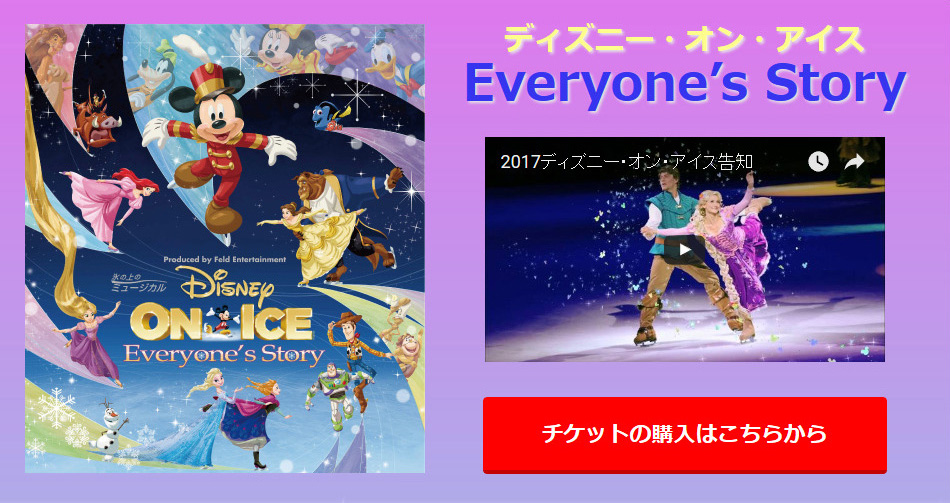 Produced by Feld Entertainment
氷の上の
ミュージカル
Disney
ON ICE
Everyone's Story
ディズニー・オン・アイス
Everyone's Story
2017ディズニー・オン・アイス告知
チケットの購入はこちらから